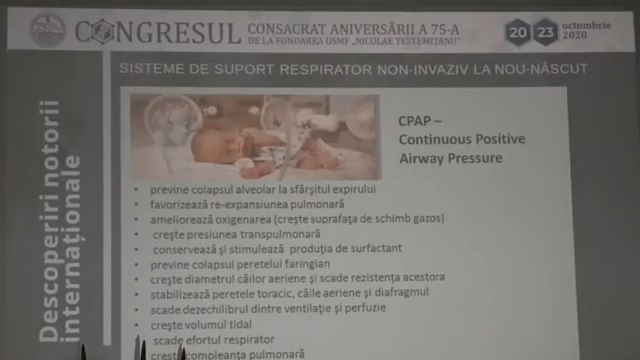 CONGRESUL
CONSACRAT ANIVERSĂRII A 75-A
DE LA FONDAREA USMF „NICOLAE TESTEMIȚANU"
20 23
octombrie
2020
SISTEME DE SUPORT RESPIRATOR NON-INVAZIV LA NOU-NĂSCUT
Descoperiri notorii
internaționale
CPAP –
Continuous Positive
Airway Pressure
• previne colapsul alveolar la sfârșitul expirului
• favorizează re-expansiunea pulmonară
• ameliorează oxigenarea (crește suprafața de schimb gazos)
• crește presiunea transpulmonară
• conservează și stimulează producția de surfactant
• previne colapsul peretelui faringian
• crește diametrul căilor aeriene și scade rezistența acestora
• stabilizează peretele toracic, căile aeriene și diafragmul
• scade dezechilibrul dintre ventilație și perfuzie
• crește volumul tidal
• scade efortul respirator
• crește compleanța pulmonară